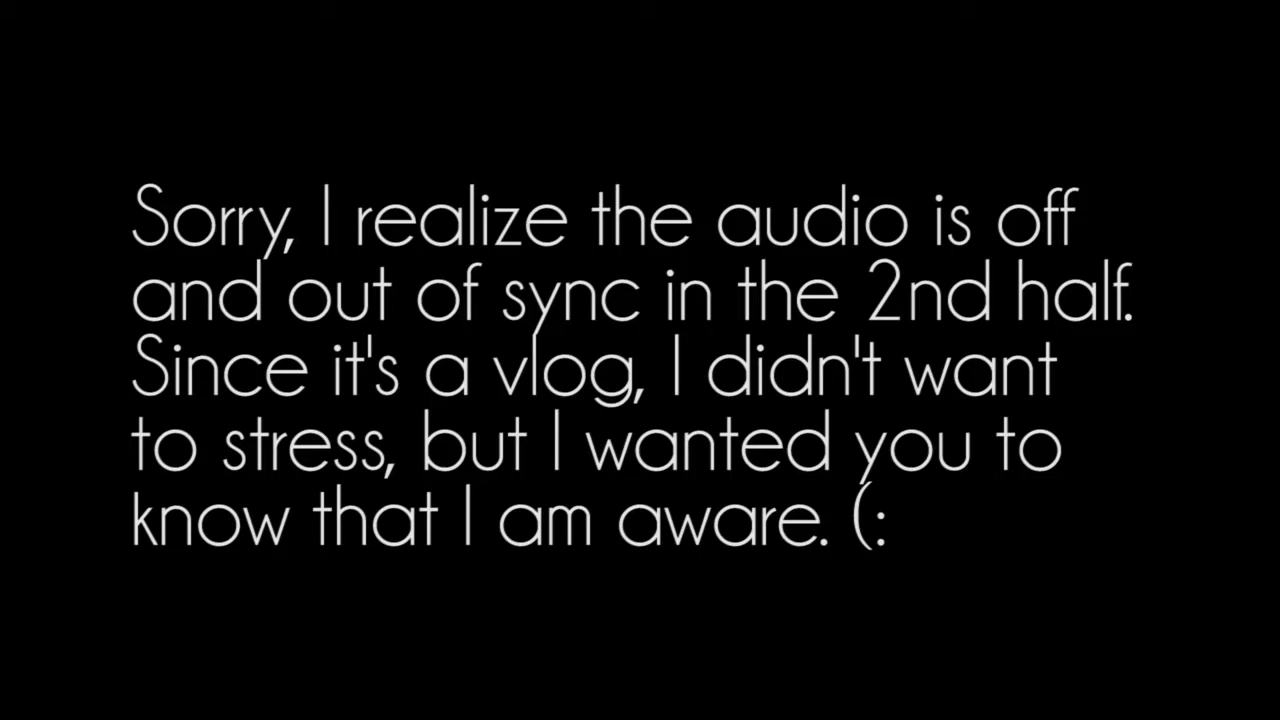 Sorry, I realize the audio is off
and out of sync in the 2nd half.
Since it's a vlog, I didn't want
to stress, but I wanted you to
know that I am aware. (: